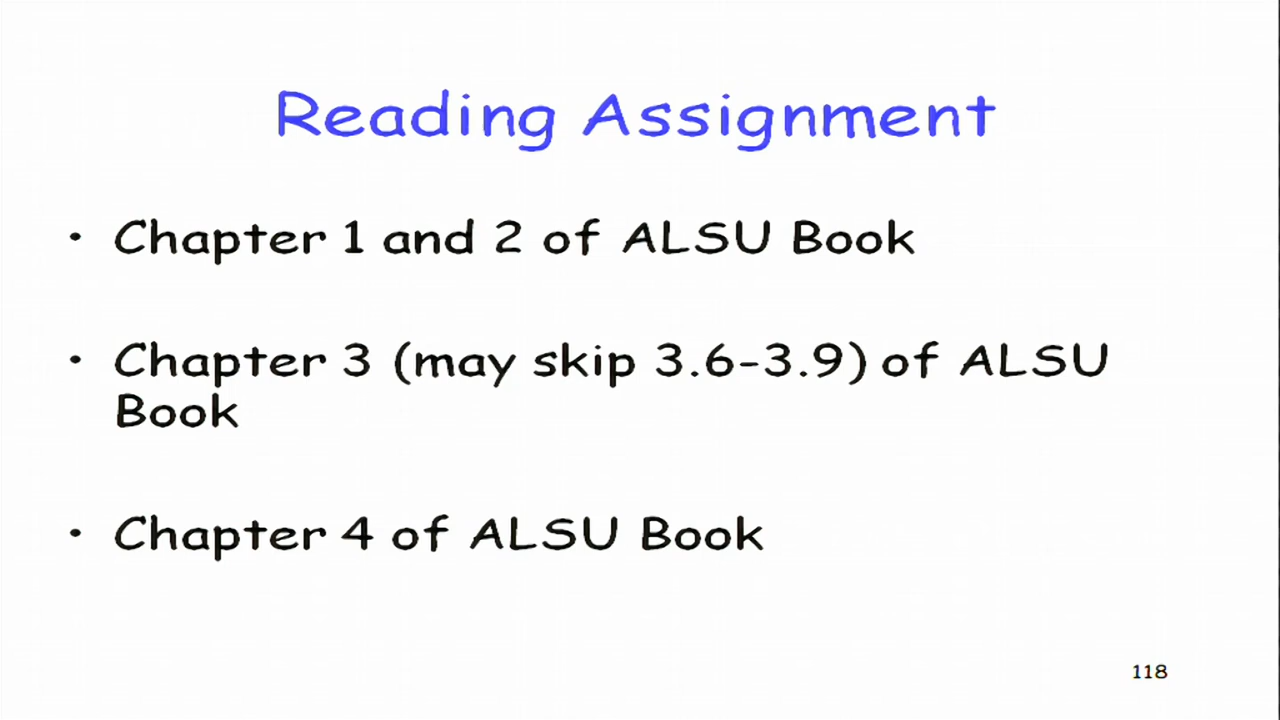 Reading Assignment
• Chapter 1 and 2 of ALSU Book
• Chapter 3 (may skip 3.6-3.9) of ALSU
Book
• Chapter 4 of ALSU Book
118